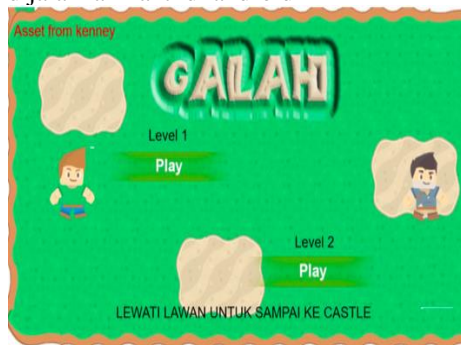 Asset from kenney
GALAH
Level 1
Play
Level 2
Play
LEWATI LAWAN UNTUK SAMPAI KE CASTLE